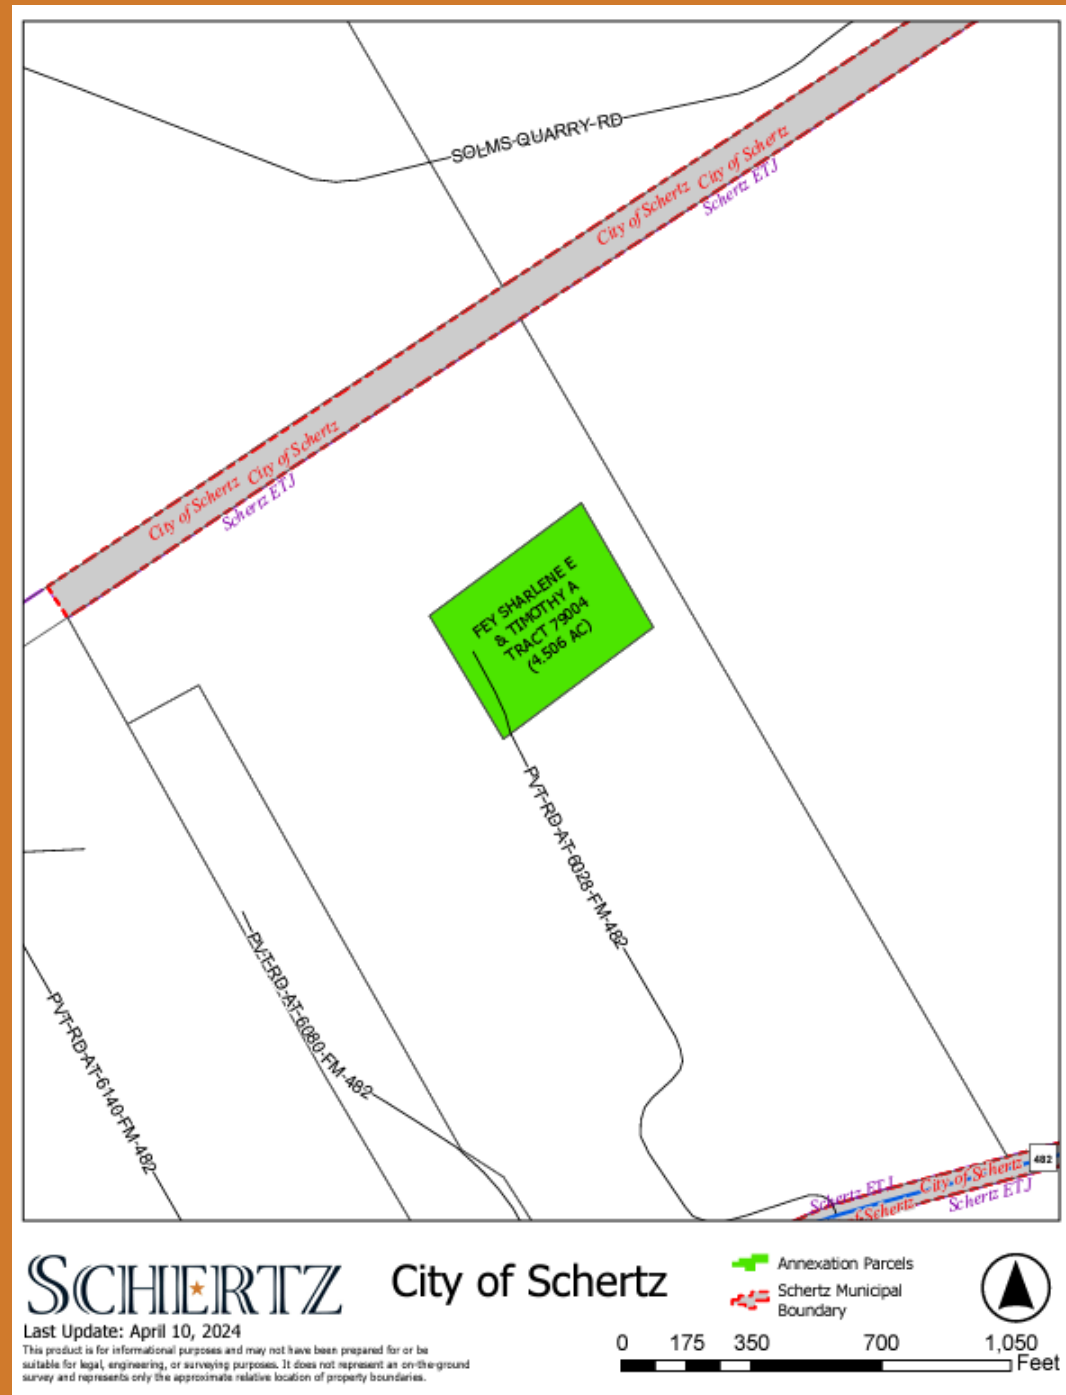 SOLMS-QUARRY-RD
City of Schertz
City of Schertz
Schertz ETJ
City of Schertz
City of Schertz
Schertz ETJ
FEY SHARLENE E
& TIMOTHY A
TRACT 79004
(4.506 AC)
PVT-RD-AT-6028-FM-482
PVT-RD-AT-6080-FM-482
PVT-RD-AT-6140-FM-482
482
Schertz ETJ
City of Schertz
of Schertz
Schertz ETJ
SCHERTZ
City of Schertz
Annexation Parcels
Schertz Municipal
Boundary
Last Update: April 10, 2024
This product is for informational purposes and may not have been prepared for or be
suitable for legal, engineering, or surveying purposes. It does not represent an on-the-ground
survey and represents only the approximate relative location of property boundaries.
0 175 350 700 1,050
Feet